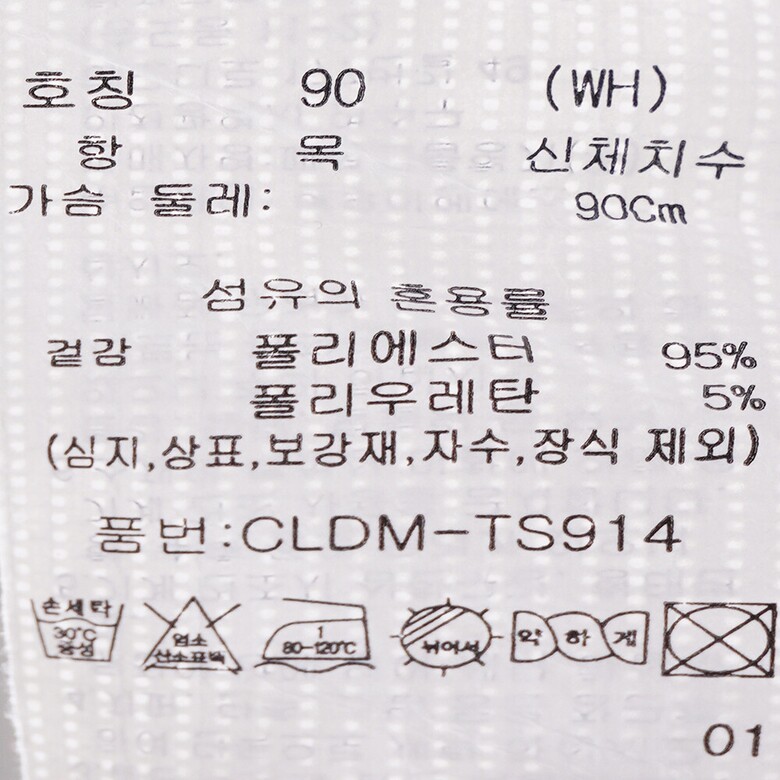 호칭 90 (WH)
항 목 신체치수
가슴 둘레: 90Cm
섬유의 혼용률
겉감 폴리에스터 95%
폴리우레탄 5%
(심지,상표,보강재,자수,장식 제외)
품번:CLDM-TS914
손세탁 30℃ 중성
염소 산소표백
1 80~120℃
뉘어서
약하게
01